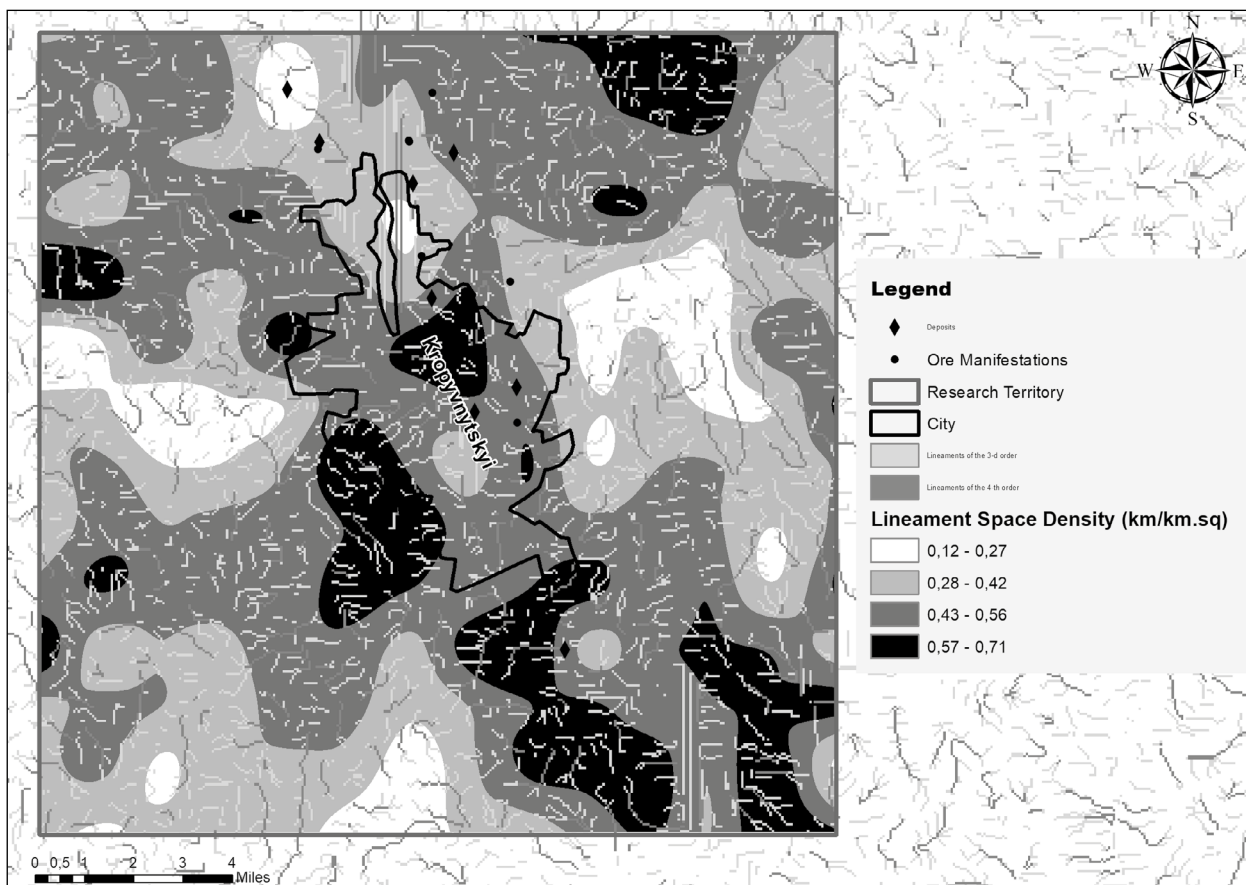 N
W E
S
Kropyvnytskyi
Legend
Deposits
Ore Manifestations
Research Territory
City
Lineaments of the 3-d order
Lineaments of the 4 th order
Lineament Space Density (km/km.sq)
0,12 - 0,27
0,28 - 0,42
0,43 - 0,56
0,57 - 0,71
0 0,5 1 2 3 4
Miles